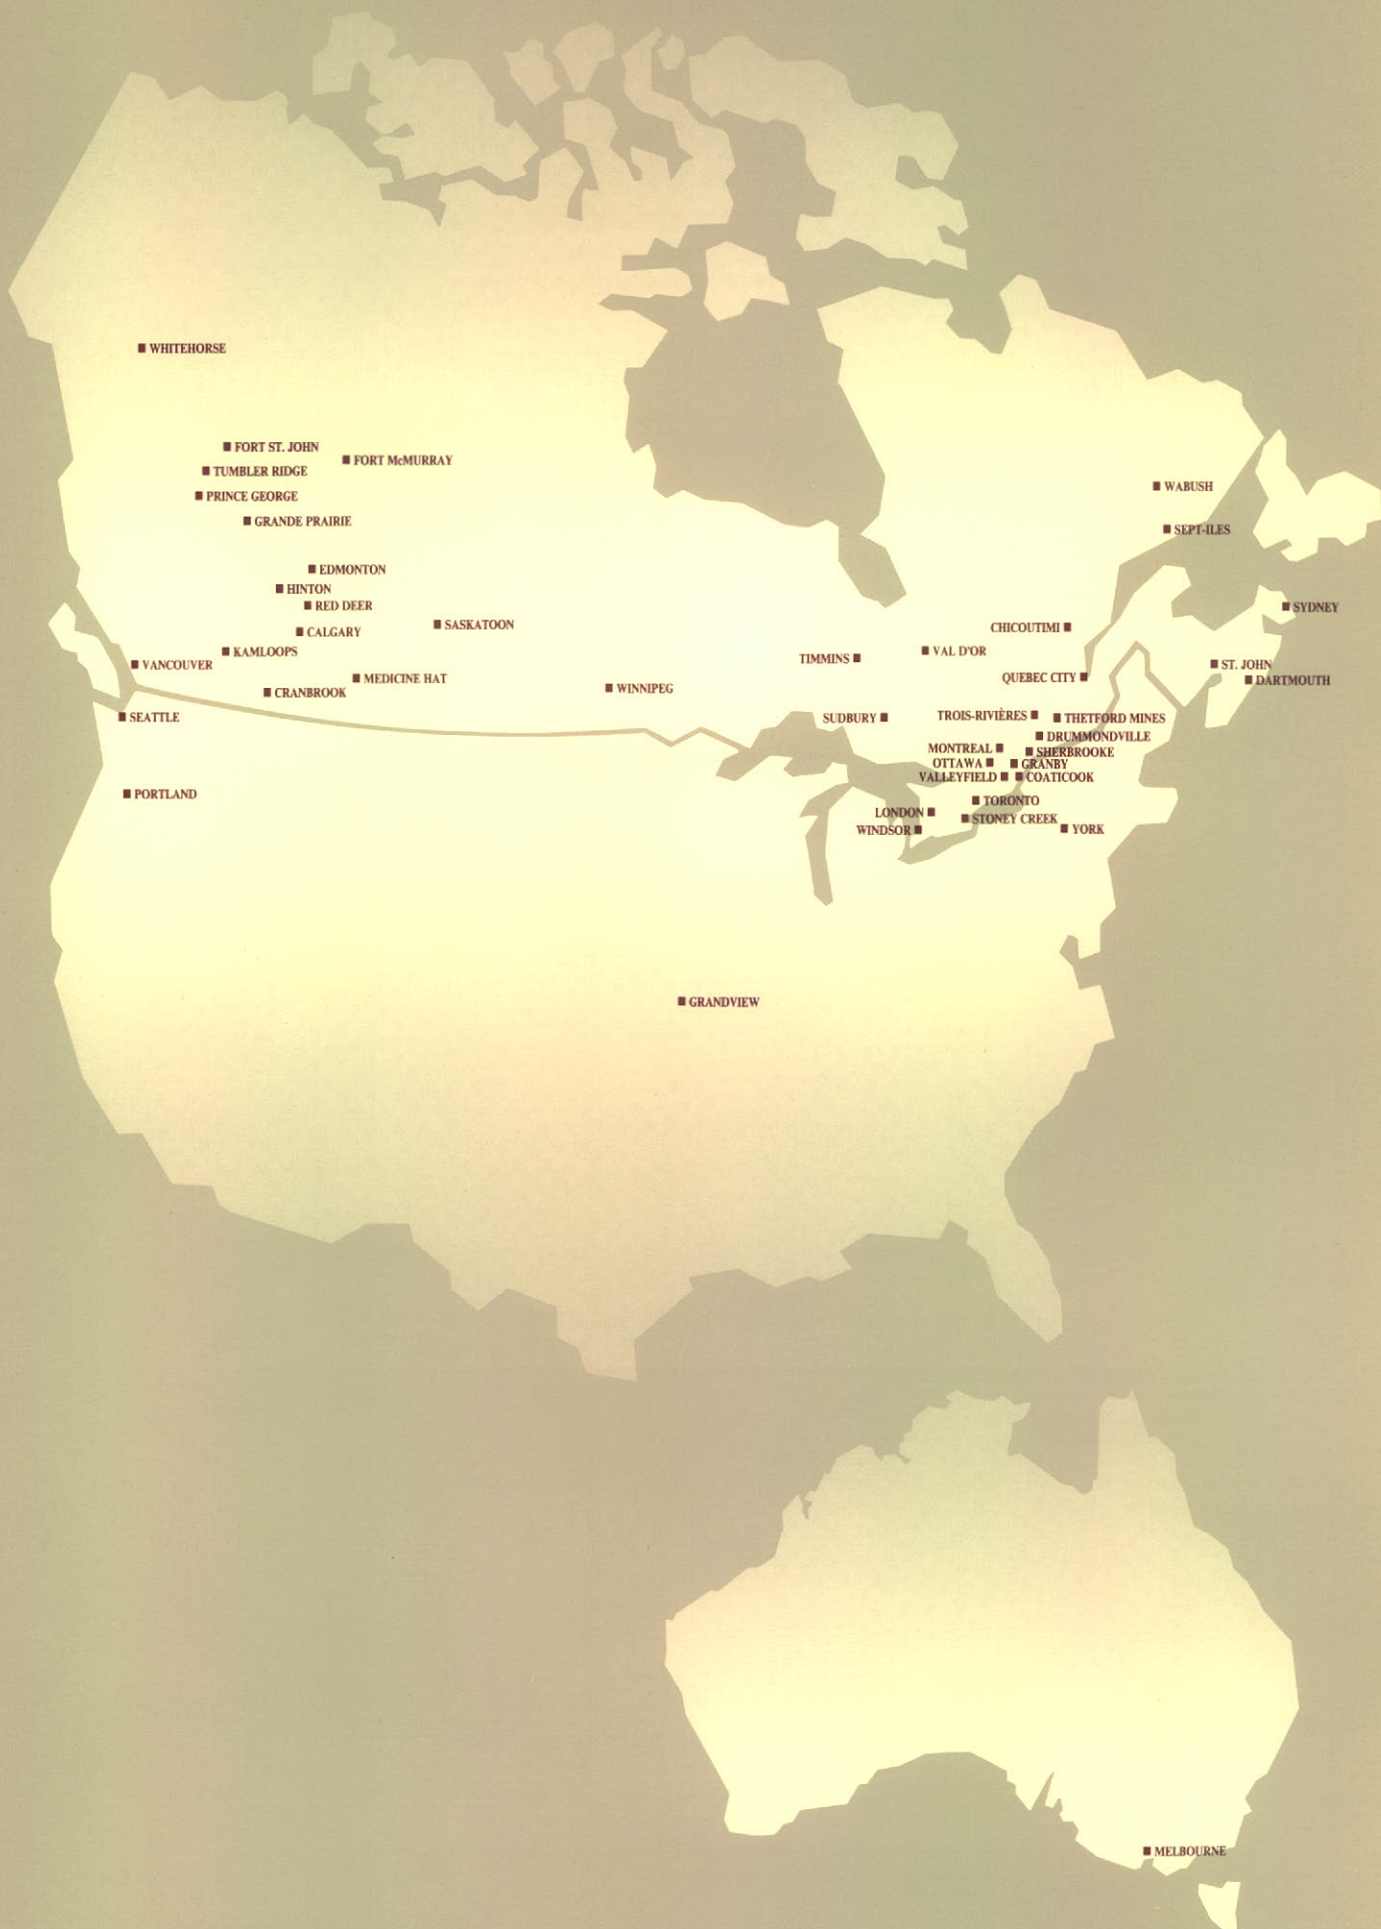 WHITEHORSE
FORT ST. JOHN
FORT McMURRAY
TUMBLER RIDGE
PRINCE GEORGE
GRANDE PRAIRIE
WABUSH
SEPT-ILES
EDMONTON
HINTON
RED DEER
CALGARY
SASKATOON
KAMLOOPS
VANCOUVER
MEDICINE HAT
CRANBROOK
WINNIPEG
SYDNEY
CHICOUTIMI
VAL D'OR
TIMMINS
ST. JOHN
QUEBEC CITY
DARTMOUTH
SEATTLE
SUDBURY
TROIS-RIVIÈRES
THETFORD MINES
DRUMMONDVILLE
MONTREAL
SHERBROOKE
OTTAWA
GRANBY
VALLEYFIELD
COATICOOK
PORTLAND
TORONTO
LONDON
STONEY CREEK
WINDSOR
YORK
GRANDVIEW
MELBOURNE